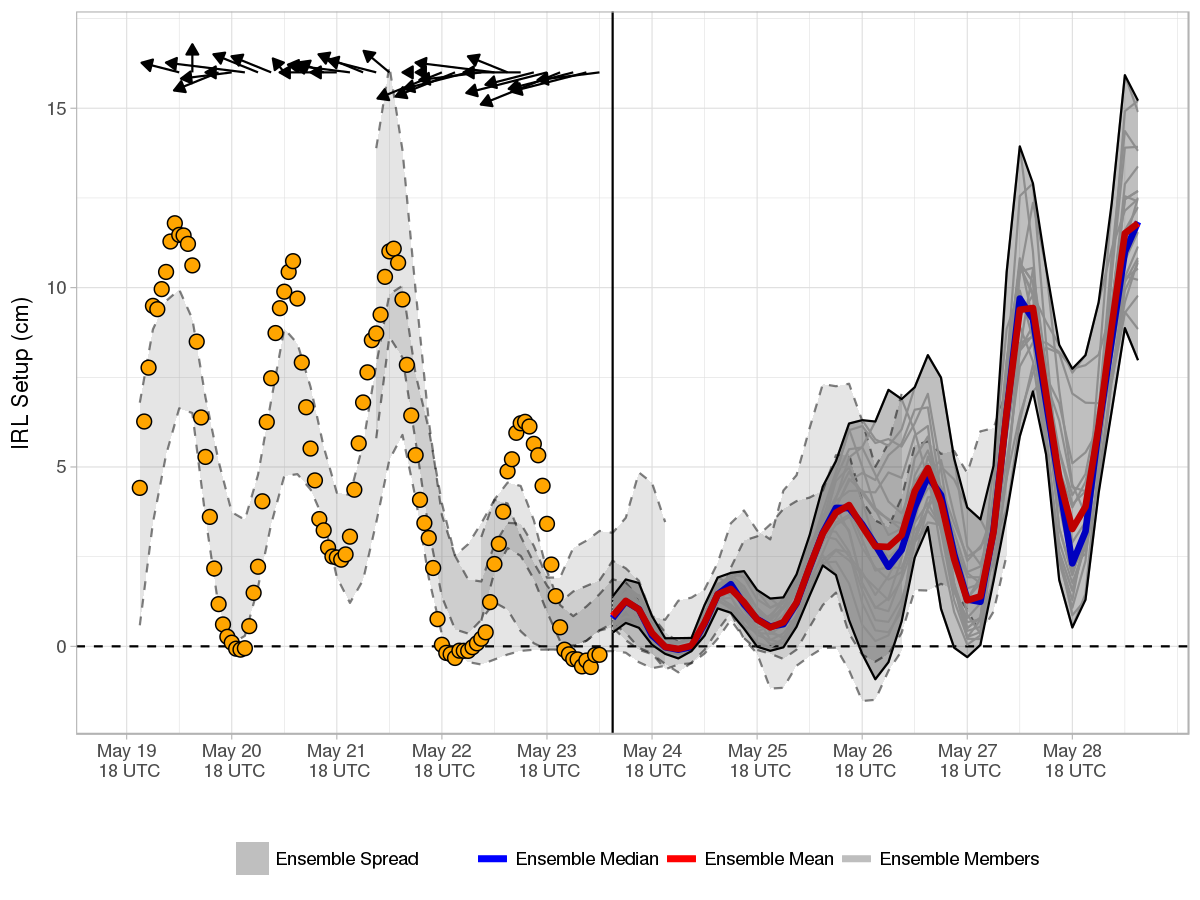 IRL Setup (cm)
15
10
5
0
May 19
18 UTC
May 20
18 UTC
May 21
18 UTC
May 22
18 UTC
May 23
18 UTC
May 24
18 UTC
May 25
18 UTC
May 26
18 UTC
May 27
18 UTC
May 28
18 UTC
Ensemble Spread
Ensemble Median
Ensemble Mean
Ensemble Members